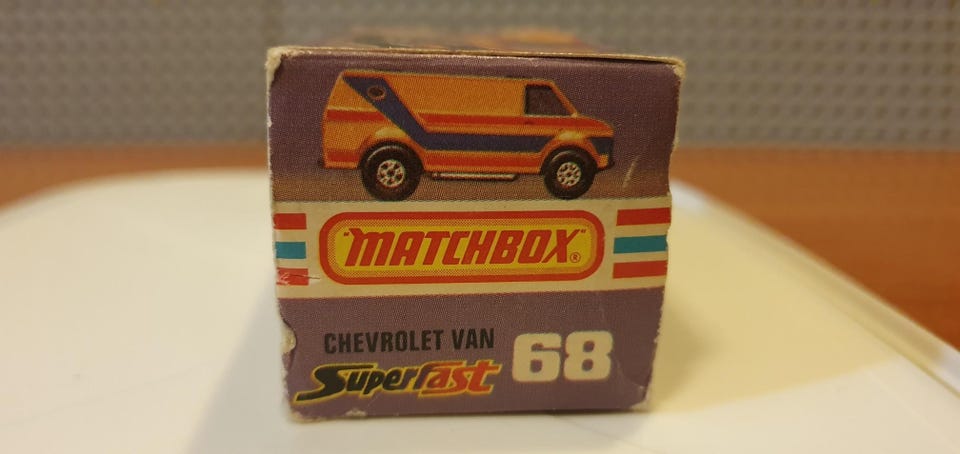 "MATCHBOX"®
CHEVROLET VAN
Superfast
68